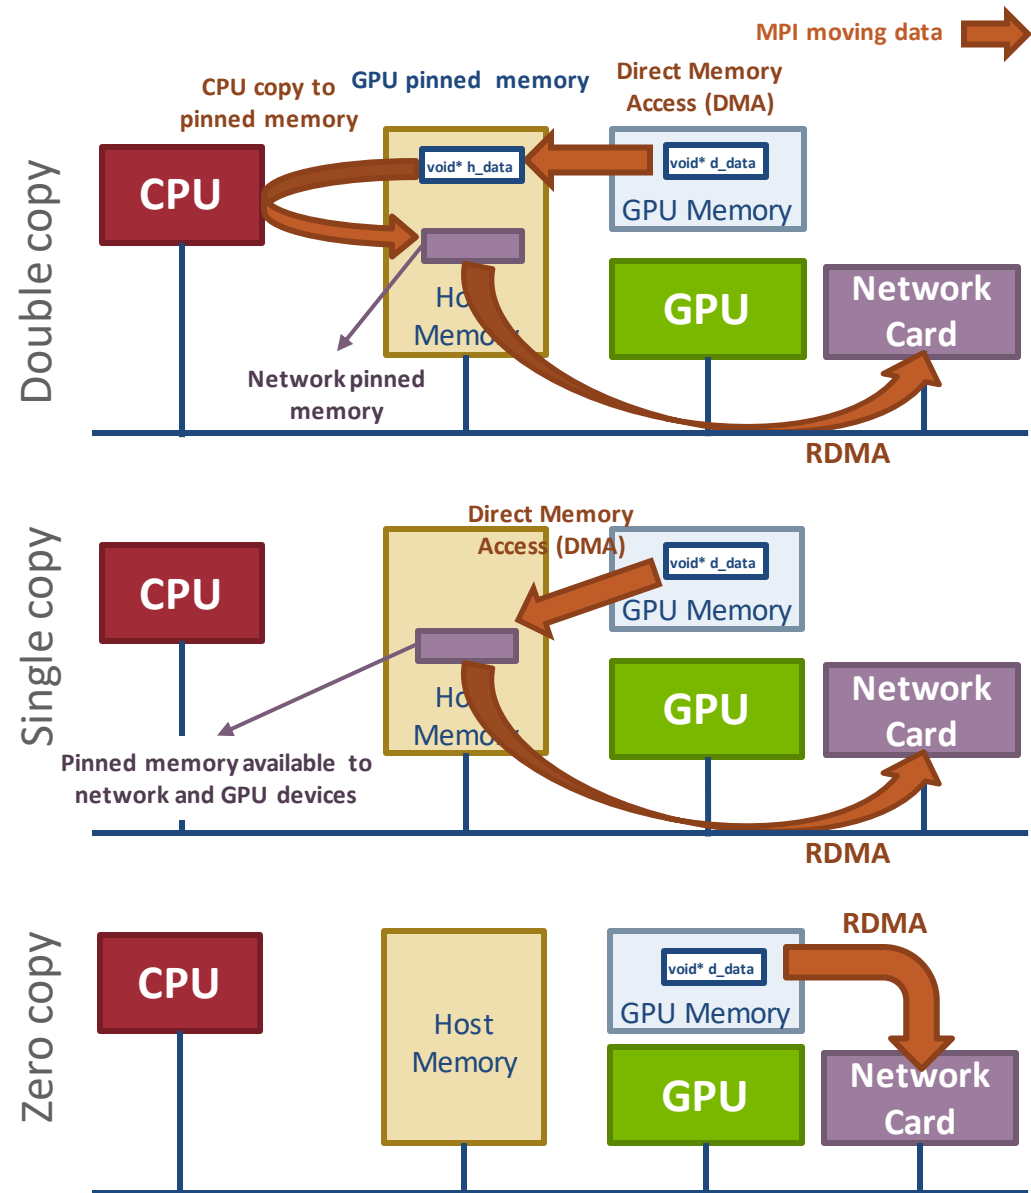 MPI moving data
Double copy
CPU copy to
pinned memory
GPU pinned memory
Direct Memory
Access (DMA)
CPU
void* h_data
void* d_data
GPU Memory
GPU
Network
Card
Memory
Network pinned
memory
RDMA
Single copy
Direct Memory
Access (DMA)
CPU
void* d_data
GPU Memory
GPU
Network
Card
Memory
Pinned memory available to
network and GPU devices
RDMA
Zero copy
RDMA
CPU
Host
Memory
void* d_data
GPU Memory
GPU
Network
Card